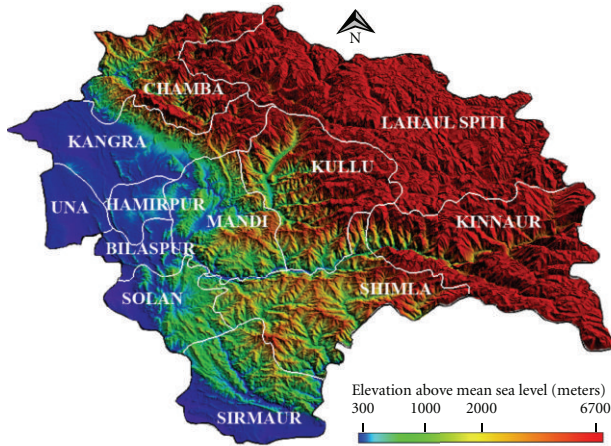 N
CHAMBA
LAHAUL SPITI
KANGRA
KULLU
UNA
HAMIRPUR
MANDI
KINNAUR
BILASPUR
SOLAN
SHIMLA
SIRMAUR
Elevation above mean sea level (meters)
300 1000 2000 6700